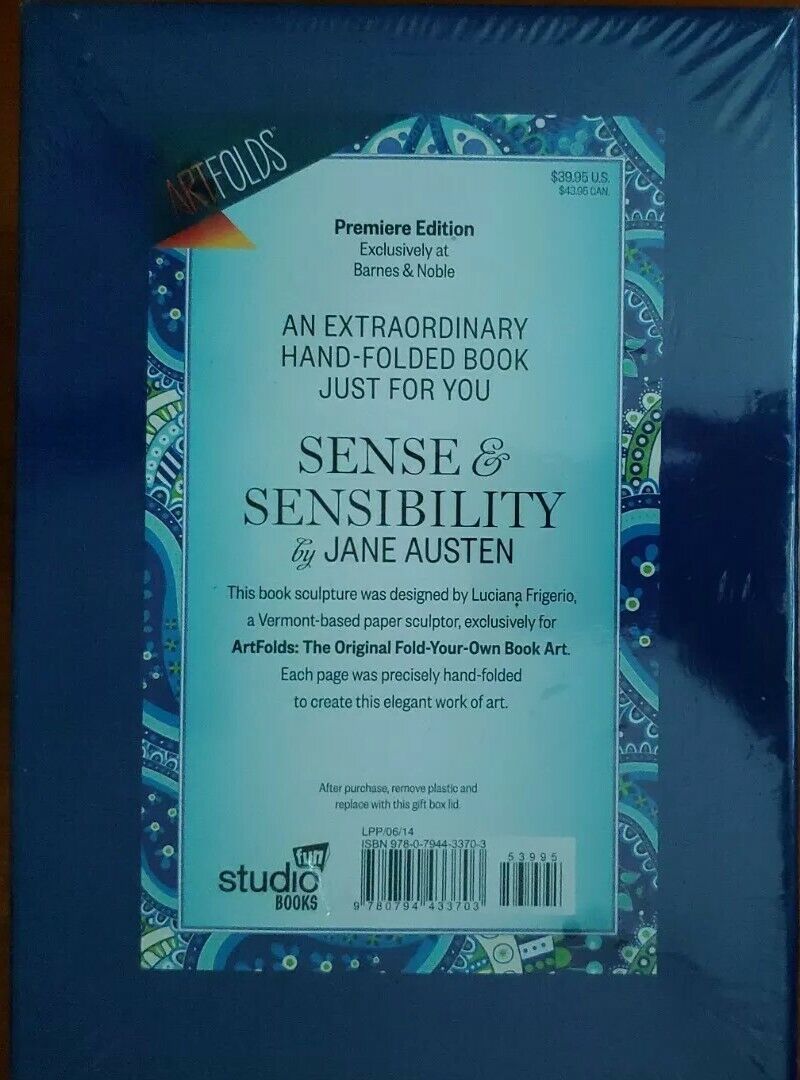 ARTFOLDS™
$39.95 U.S.
$43.95 CAN.
Premiere Edition
Exclusively at
Barnes & Noble
AN EXTRAORDINARY
HAND-FOLDED BOOK
JUST FOR YOU
SENSE &
SENSIBILITY
by JANE AUSTEN
This book sculpture was designed by Luciana Frigerio,
a Vermont-based paper sculptor, exclusively for
ArtFolds: The Original Fold-Your-Own Book Art.
Each page was precisely hand-folded
to create this elegant work of art.
After purchase, remove plastic and
replace with this gift box lid.
studio fun
BOOKS
LPP/06/14
ISBN 978-0-7944-3370-3
53995
9 780794 433703